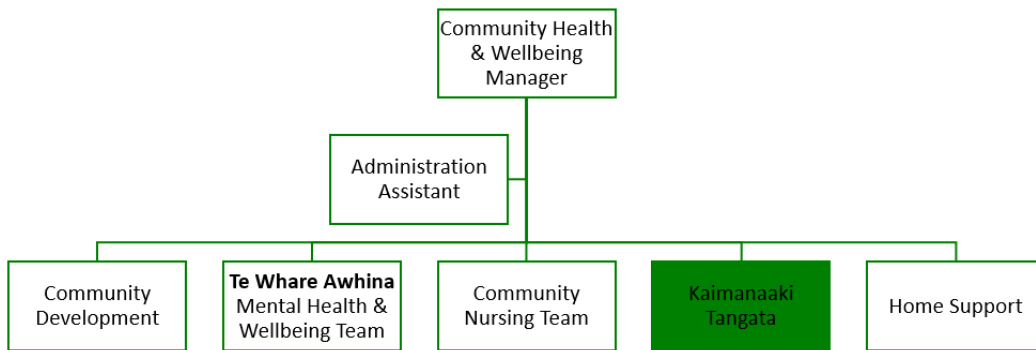 Community Health
& Wellbeing
Manager
Administration
Assistant
Community
Development
Te Whare Awhina
Mental Health &
Wellbeing Team
Community
Nursing Team
Kaimanaaki
Tangata
Home Support